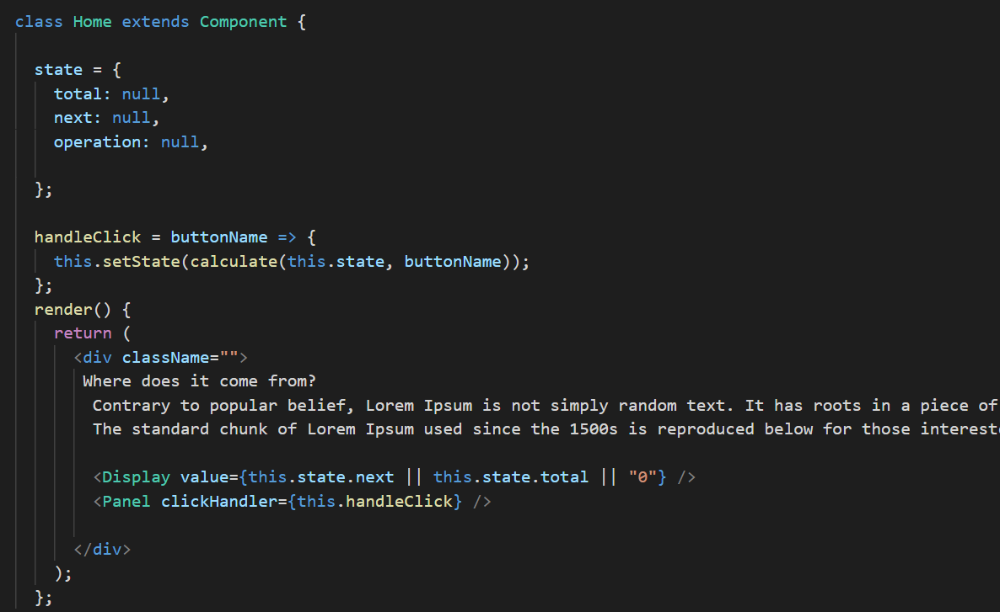 class Home extends Component {
state = {
total: null,
next: null,
operation: null,
};
handleClick = buttonName => {
this.setState(calculate(this.state, buttonName));
};
render() {
return (
<div className="">
Where does it come from?
Contrary to popular belief, Lorem Ipsum is not simply random text. It has roots in a piece of
The standard chunk of Lorem Ipsum used since the 1500s is reproduced below for those intereste
<Display value={this.state.next || this.state.total || "0"} />
<Panel clickHandler={this.handleClick} />
</div>
);
};